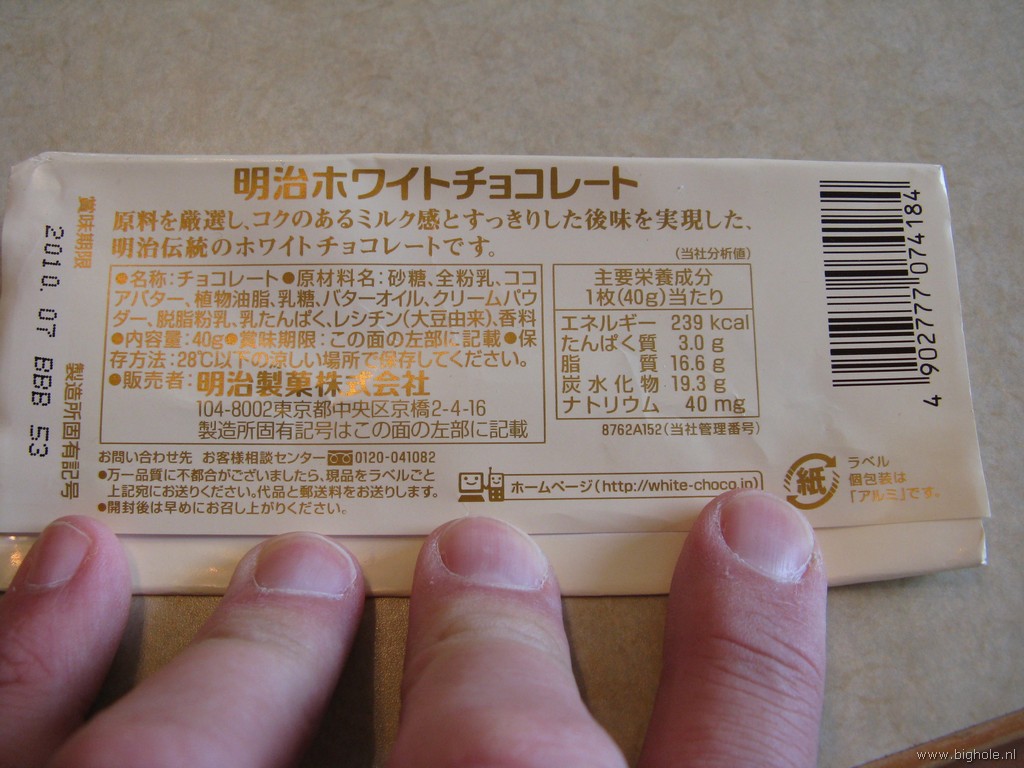 明治ホワイトチョコレート
原料を厳選し、コクのあるミルク感とすっきりした後味を実現した、
明治伝統のホワイトチョコレートです。
●名称：チョコレート●原材料名：砂糖、全粉乳、ココ
アバター、植物油脂、乳糖、バターオイル、クリームパウ
ダー、脱脂粉乳、乳たんぱく、レシチン(大豆由来)、香料
●内容量：40g●賞味期限：この面の左部に記載●保
存方法：28℃以下の涼しい場所で保存してください。
●販売者：明治製菓株式会社
104-8002東京都中央区京橋2-4-16
製造所固有記号はこの面の左部に記載
(当社分析値)
主要栄養成分
1枚(40g)当たり
エネルギー 239 kcal
たんぱく質 3.0 g
脂質 16.6 g
炭水化物 19.3 g
ナトリウム 40 mg
8762A152(当社管理番号)
お問い合わせ先 お客様相談センター 0120-041082
●万一品質に不都合がございましたら、現品をラベルごと
上記宛にお送りください。代品と郵送料をお送りします。
●開封後は早めにお召し上がりください。
ホームページ(http://white-choco.jp)
紙
ラベル
個包装は
「アルミ」です。
賞味期限
2010.07 BBB 53
製造所固有記号
4 902777 074184
www.bighole.nl